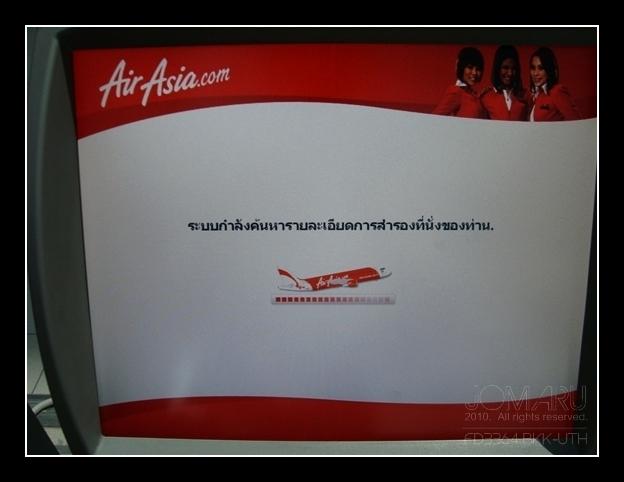 AirAsia.com
ระบบกำลังค้นหารายละเอียดการสำรองที่นั่งของท่าน.
AirAsia.com
JOMARU
2010. All rights reserved.
FD3364 BKK-UTH